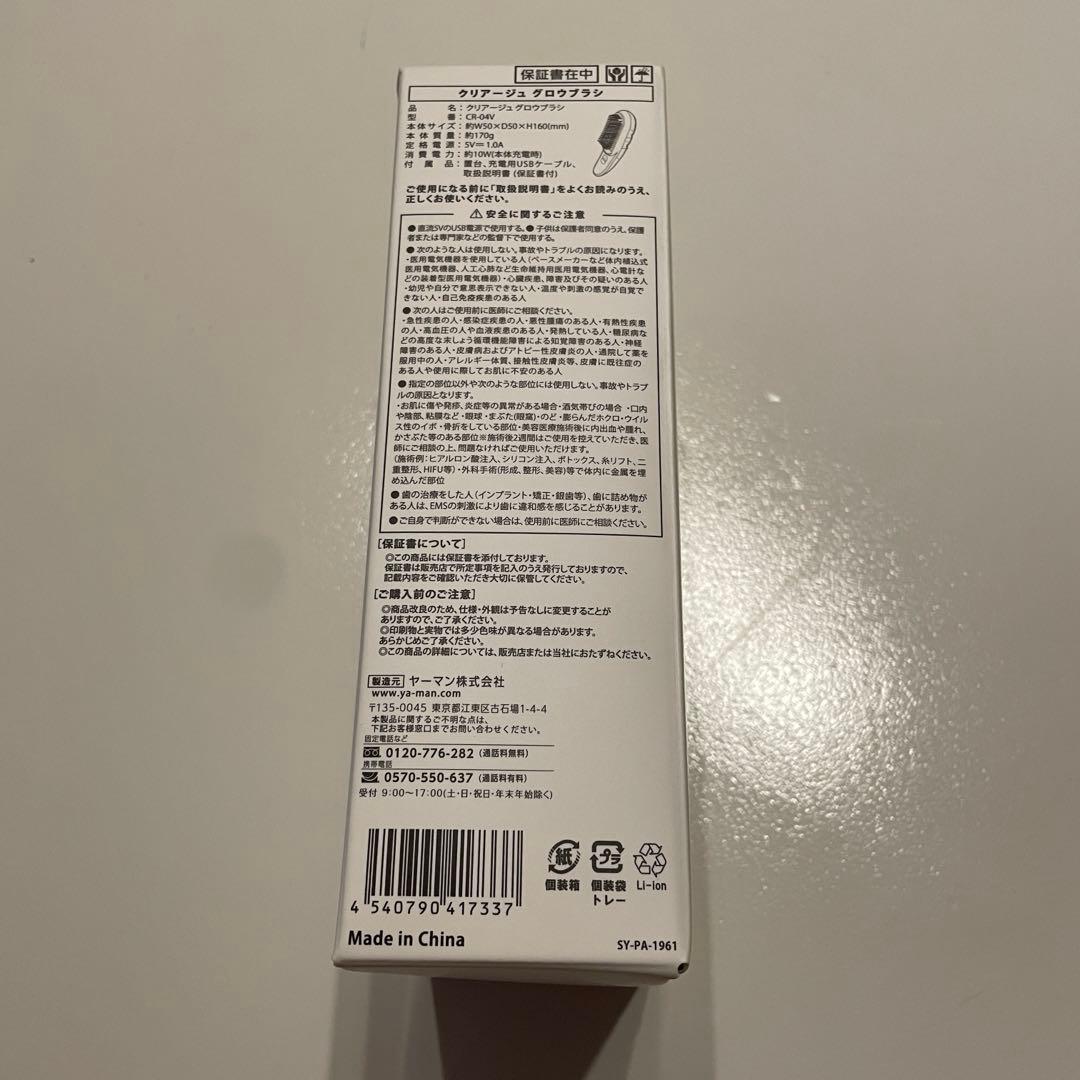 保証書在中
クリアージュ グロウブラシ
品名：クリアージュ グロウブラシ
型番：CR-04V
本体サイズ：約W50×D50×H160(mm)
本体質量：約170g
定格電源：5V⎓1.0A
消費電力：約10W(本体充電時)
付属品：置台、充電用USBケーブル、
取扱説明書(保証書付)
ご使用になる前に「取扱説明書」をよくお読みのうえ、
正しくお使いください。
⚠安全に関するご注意
●直流5VのUSB電源で使用する。●子供は保護者同意のうえ、保護
者または専門家などの監督下で使用する。
●次のような人は使用しない。事故やトラブルの原因になります。
・医用電気機器を使用している人(ペースメーカーなど体内植込式
医用電気機器、人工心肺など生命維持用医用電気機器、心電計な
どの装着型医用電気機器)・心臓疾患、障害及びその疑いのある人
・幼児や自分で意思表示できない人・温度や刺激の感覚が自覚で
きない人・自己免疫疾患のある人
●次の人はご使用前に医師にご相談ください。
・急性疾患の人・感染症疾患の人・悪性腫瘍のある人・有熱性疾患
の人・高血圧の人や血液疾患のある人・発熱している人・糖尿病な
どの高度な末しょう循環機能障害による知覚障害のある人・神経
障害のある人・皮膚病およびアトピー性皮膚炎の人・通院して薬を
服用中の人・アレルギー体質、接触性皮膚炎等、皮膚に既往症の
ある人や使用に際してお肌に不安のある人
●指定の部位以外や次のような部位には使用しない。事故やトラブ
ルの原因となります。
・お肌に傷や発疹、炎症等の異常がある場合・酒気帯びの場合・口内
や陰部、粘膜など・眼球・まぶた(眼窩)・のど・膨らんだホクロ・ウイル
ス性のイボ・骨折をしている部位・美容医療施術後に内出血や腫れ、
かさぶた等のある部位※施術後2週間はご使用を控えていただき、医
師にご相談の上、問題なければご使用いただけます。
(施術例：ヒアルロン酸注入、シリコン注入、ボトックス、糸リフト、二
重整形、HIFU等)・外科手術(形成、整形、美容)等で体内に金属を埋
め込んだ部位
●歯の治療をした人(インプラント・矯正・銀歯等)、歯に詰め物が
ある人は、EMSの刺激により歯に違和感を感じることがあります。
●ご自身で判断ができない場合は、使用前に医師にご相談ください。
[保証書について]
◎この商品には保証書を添付しております。
保証書は販売店で所定事項を記入のうえ発行しておりますので、
記載内容をご確認いただき大切に保管してください。
[ご購入前のご注意]
◎商品改良のため、仕様・外観は予告なしに変更することが
ありますので、ご了承ください。
◎印刷物と実物では多少色味が異なる場合があります。
あらかじめご了承ください。
◎この商品の詳細については、販売店または当社におたずねください。
製造元 ヤーマン株式会社
www.ya-man.com
〒135-0045 東京都江東区古石場1-4-4
本製品に関するご不明な点は、
下記お客様窓口までお問い合わせください。
固定電話など
0120-776-282(通話料無料)
携帯電話
0570-550-637(通話料有料)
受付 9:00〜17:00(土・日・祝日・年末年始除く)
紙 プラ
個装箱 個装袋 Li-ion
トレー
4 540790 417337
Made in China SY-PA-1961